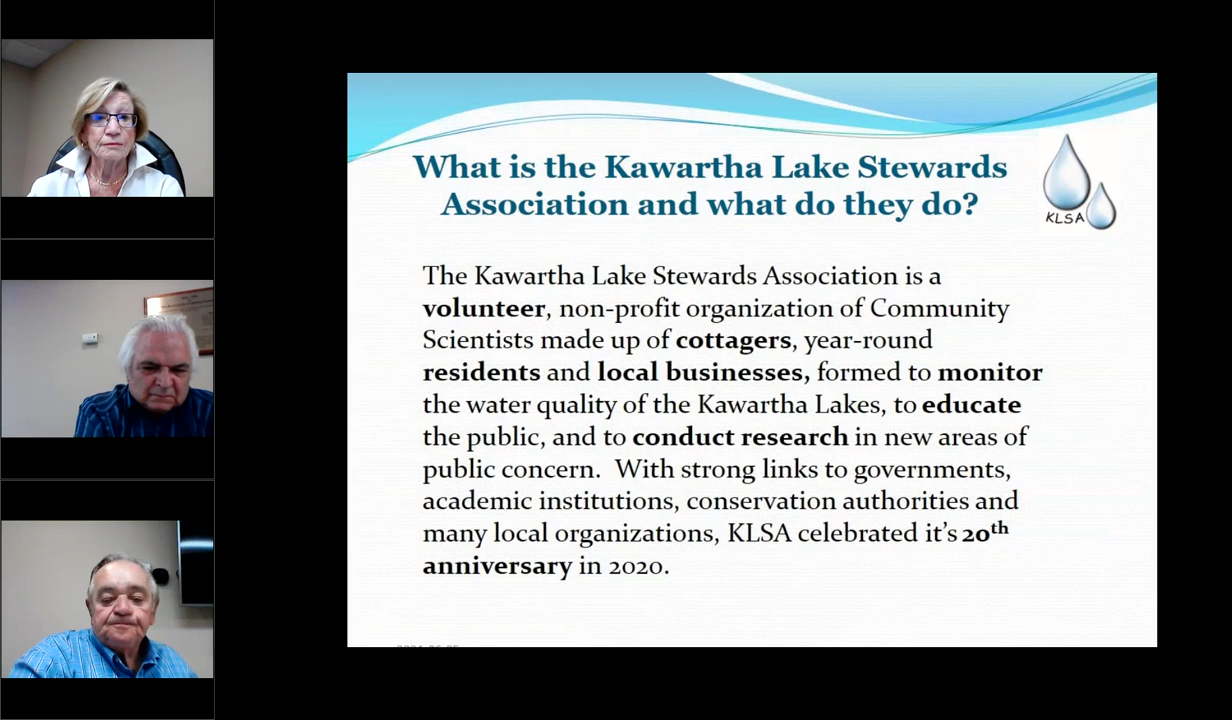 What is the Kawartha Lake Stewards
Association and what do they do?
KLSA
The Kawartha Lake Stewards Association is a
volunteer, non-profit organization of Community
Scientists made up of cottagers, year-round
residents and local businesses, formed to monitor
the water quality of the Kawartha Lakes, to educate
the public, and to conduct research in new areas of
public concern. With strong links to governments,
academic institutions, conservation authorities and
many local organizations, KLSA celebrated it's 20th
anniversary in 2020.